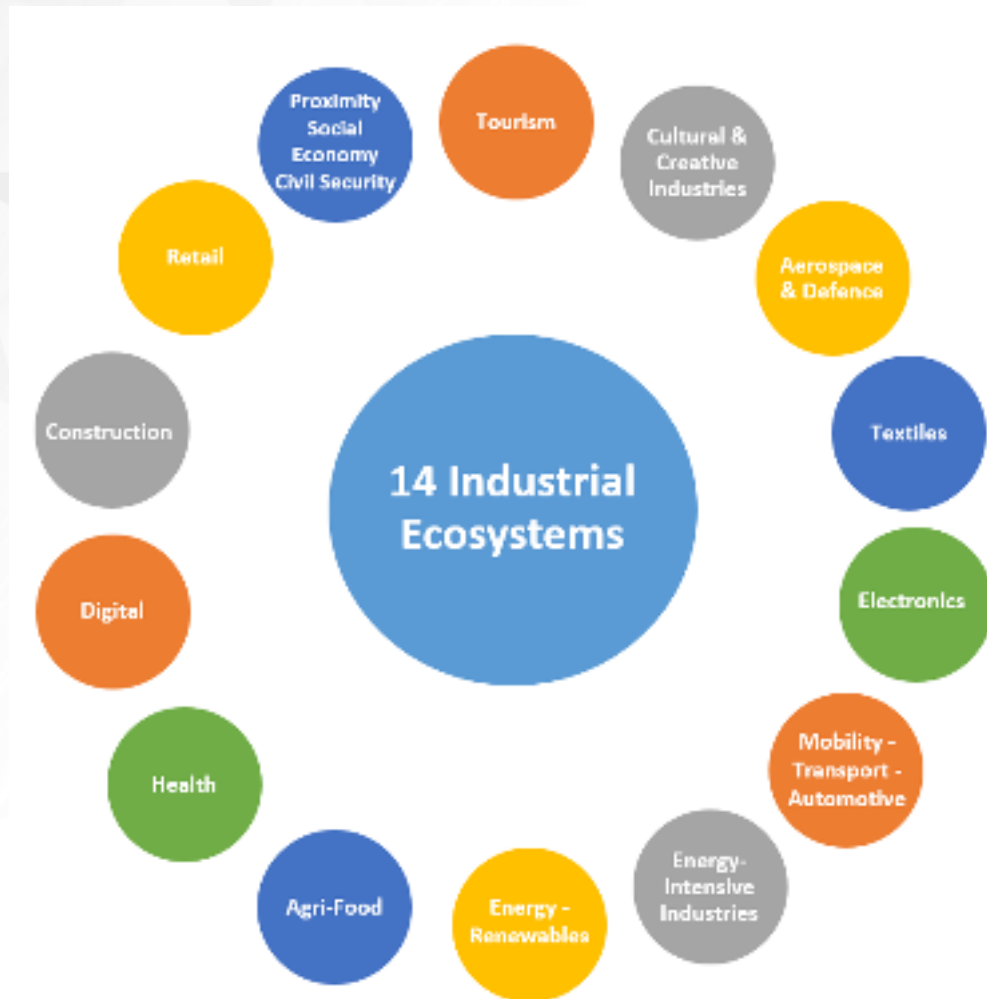 Tourism
Cultural &
Creative
Industries
Aerospace
& Defence
Textiles
Electronics
Mobility -
Transport -
Automotive
Energy-
Intensive
Industries
Energy -
Renewables
Agri-Food
Health
Digital
Construction
Retail
Proximity
Social
Economy
Civil Security
14 Industrial
Ecosystems